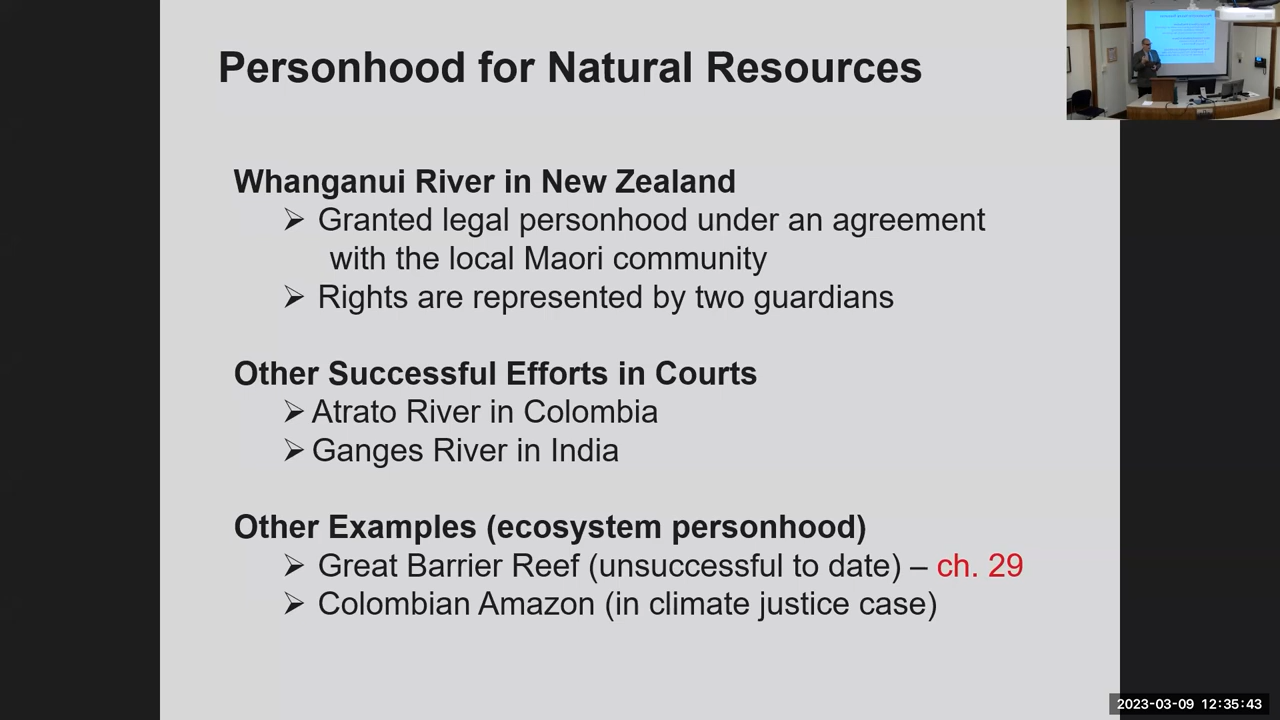 Personhood for Natural Resources
Whanganui River in New Zealand
➢ Granted legal personhood under an agreement
with the local Maori community
➢ Rights are represented by two guardians
Other Successful Efforts in Courts
➢ Atrato River in Colombia
➢ Ganges River in India
Other Examples (ecosystem personhood)
➢ Great Barrier Reef (unsuccessful to date) – ch. 29
➢ Colombian Amazon (in climate justice case)
2023-03-09 12:35:43